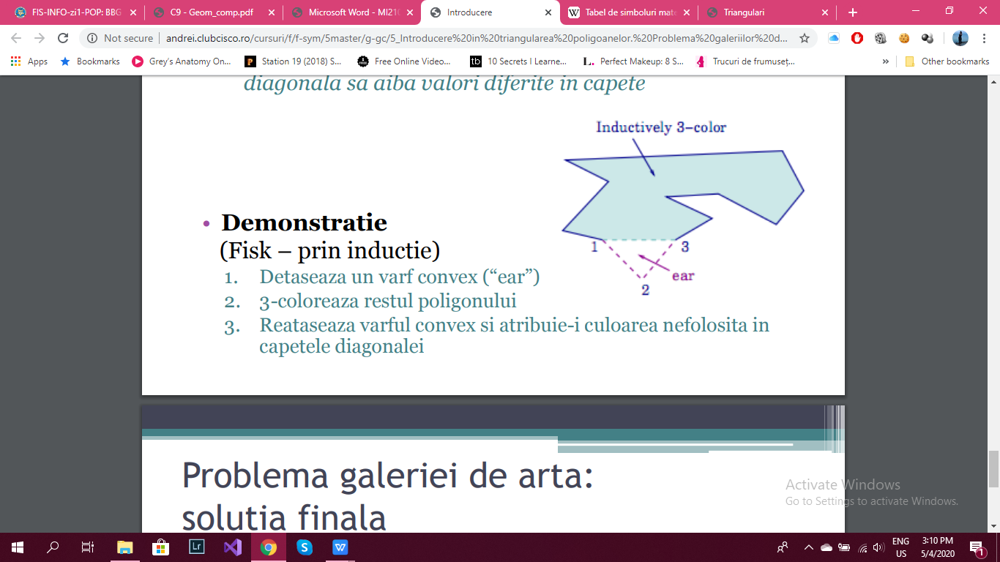 FIS-INFO-zi1-POP: BBG
C9 - Geom_comp.pdf
Microsoft Word - MI21
Introducere
Tabel de simboluri mate
Triangulari
Not secure
andrei.clubcisco.ro/cursuri/f/f-sym/5master/g-gc/5_Introducere%20in%20triangularea%20poligoanelor.%20Problema%20galeriilor%20d...
Apps
Bookmarks
Grey's Anatomy On...
Station 19 (2018) S...
Free Online Video...
tb
10 Secrets I Learne...
L.
Perfect Makeup: 8 S...
Trucuri de frumuseț...
»
Other bookmarks
diagonala sa aiba valori diferite in capete
Inductively 3-color
• Demonstratie
(Fisk – prin inductie)
1
3
ear
2
1. Detaseaza un varf convex (“ear”)
2. 3-coloreaza restul poligonului
3. Reataseaza varful convex si atribuie-i culoarea nefolosita in
capetele diagonalei
Problema galeriei de arta:
solutia finala
Activate Windows
Go to Settings to activate Windows.
Lr
S
W
ENG
US
3:10 PM
5/4/2020
1